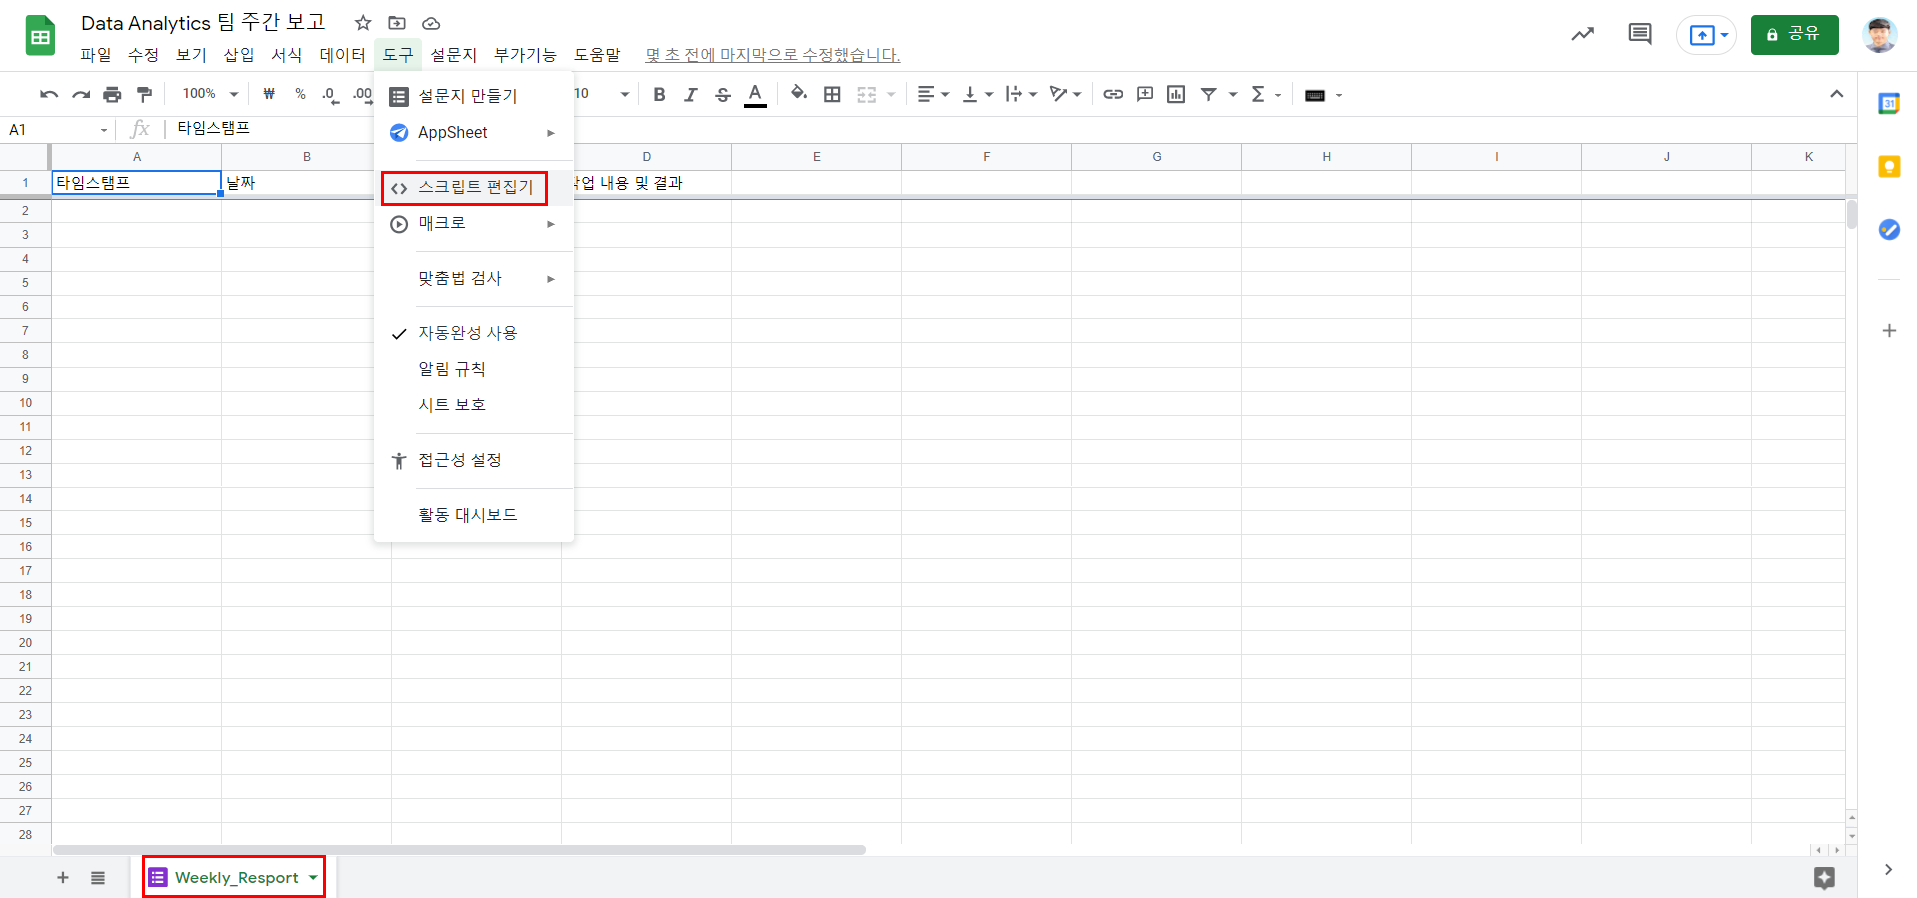 Data Analytics 팀 주간 보고
파일 수정 보기 삽입 서식 데이터 도구 설문지 부가기능 도움말 몇 초 전에 마지막으로 수정했습니다.
공유
100% ₩ % .0 .00 10 B I S A Σ
A1 fx 타임스탬프
A B D E F G H I J K
1 타임스탬프 날짜 작업 내용 및 결과
설문지 만들기
AppSheet
스크립트 편집기
매크로
맞춤법 검사
자동완성 사용
알림 규칙
시트 보호
접근성 설정
활동 대시보드
2
3
4
5
6
7
8
9
10
11
12
13
14
15
16
17
18
19
20
21
22
23
24
25
26
27
28
31
Weekly_Resport